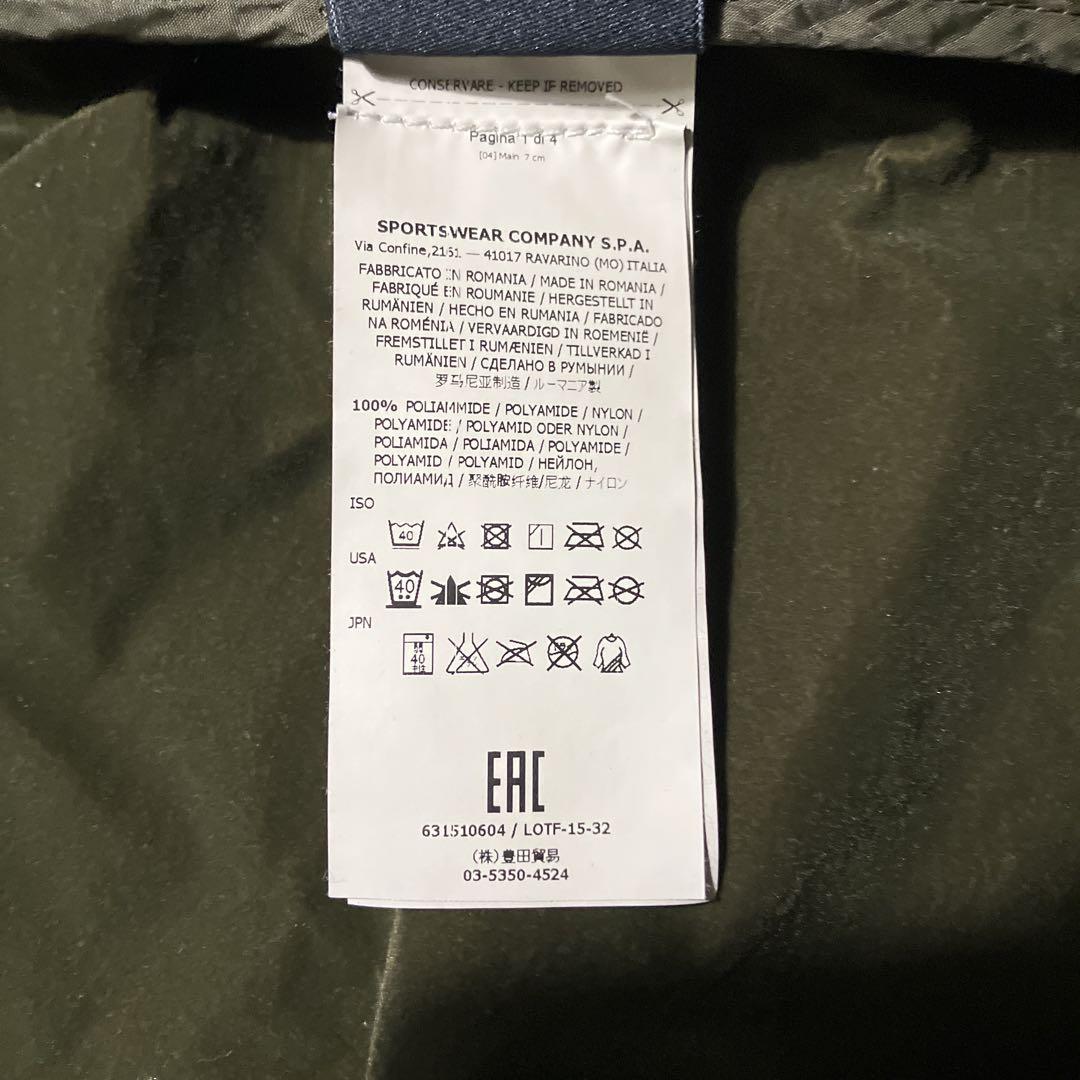 CONSERVARE - KEEP IF REMOVED
Pagina 1 di 4
[04] Main 7 cm
SPORTSWEAR COMPANY S.P.A.
Via Confine,2161 — 41017 RAVARINO (MO) ITALIA
FABBRICATO IN ROMANIA / MADE IN ROMANIA /
FABRIQUÉ EN ROUMANIE / HERGESTELLT IN
RUMÄNIEN / HECHO EN RUMANIA / FABRICADO
NA ROMÉNIA / VERVAARDIGD IN ROEMENIË /
FREMSTILLET I RUMÆNIEN / TILLVERKAD I
RUMÄNIEN / СДЕЛАНО В РУМЫНИИ /
罗马尼亚制造 / ルーマニア製
100% POLIAMMIDE / POLYAMIDE / NYLON /
POLYAMIDE / POLYAMID ODER NYLON /
POLIAMIDA / POLIAMIDA / POLYAMIDE /
POLYAMID / POLYAMID / НЕЙЛОН,
ПОЛИАМИД / 聚酰胺纤维/尼龙 / ナイロン
ISO
40
USA
40
JPN
40
中性
EAC
631510604 / LOTF-15-32
(株)豊田貿易
03-5350-4524